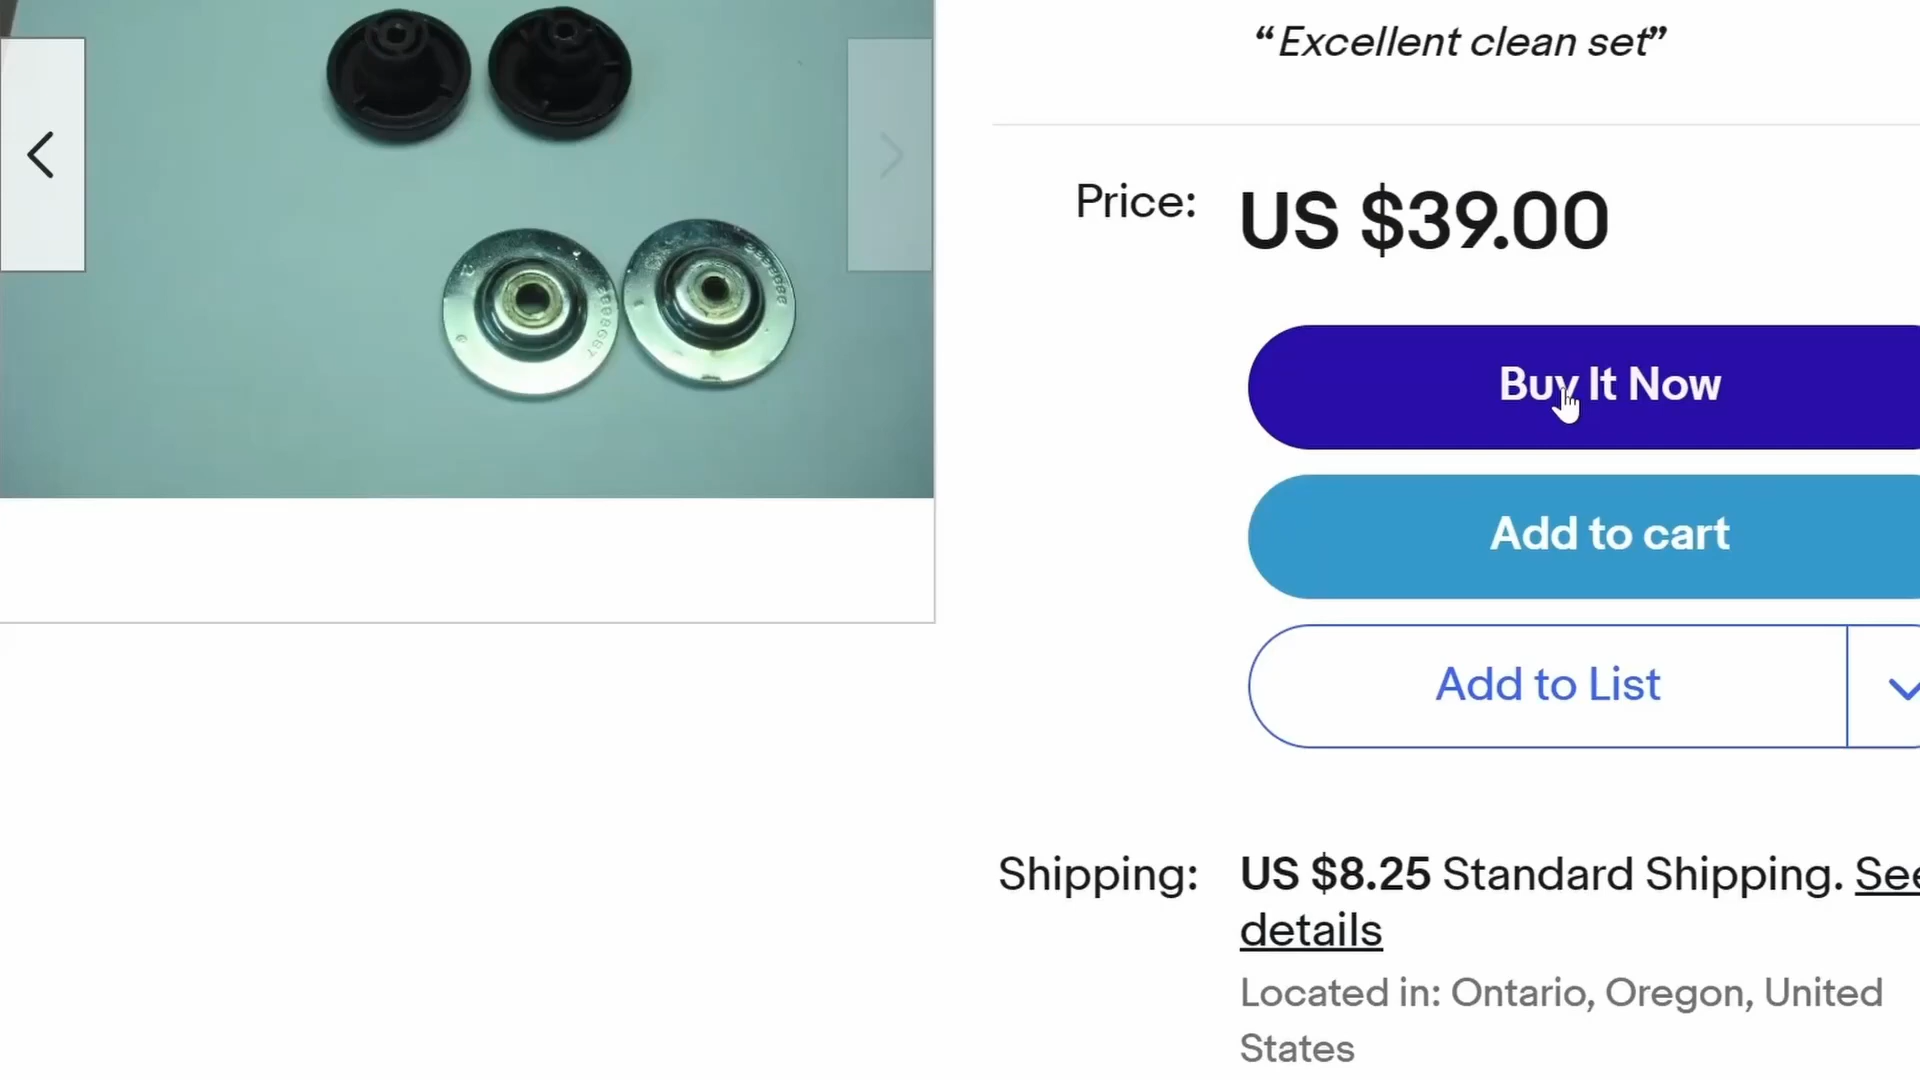 “Excellent clean set”
Price: US $39.00
Buy It Now
Add to cart
Add to List
Shipping: US $8.25 Standard Shipping. See
details
Located in: Ontario, Oregon, United
States